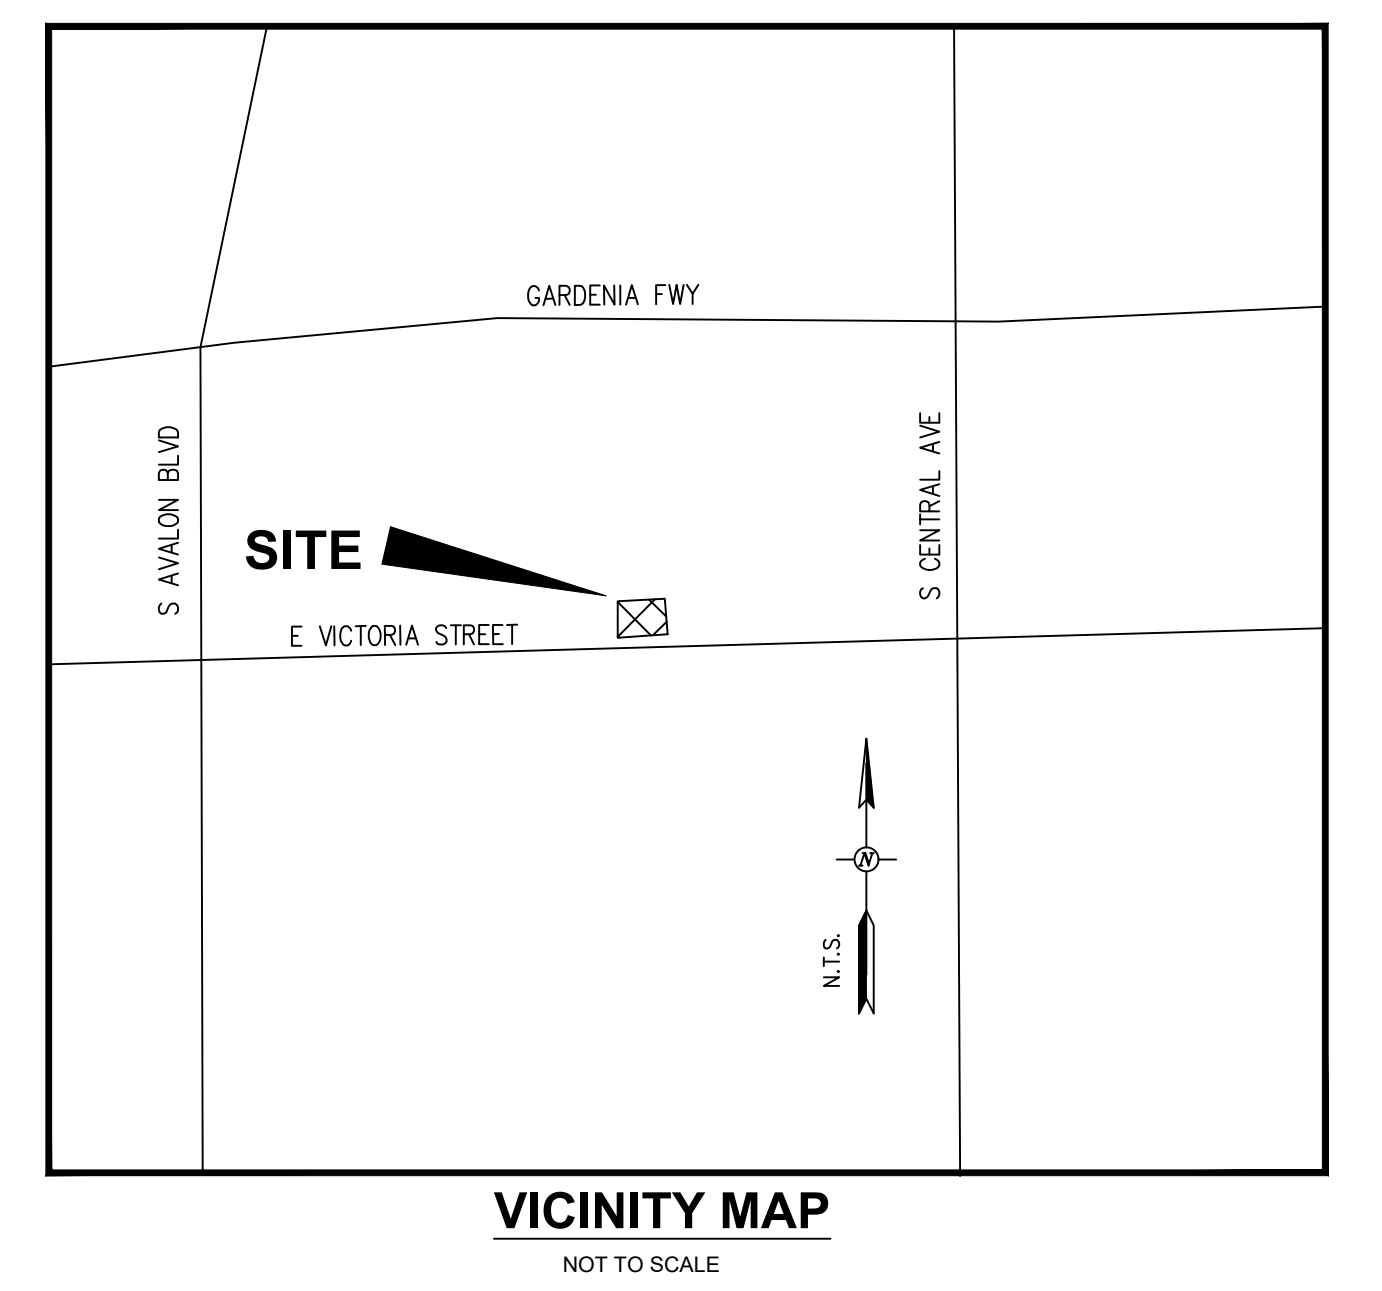 GARDENIA FWY
S AVALON BLVD
S CENTRAL AVE
SITE
E VICTORIA STREET
N
N.T.S.
VICINITY MAP
NOT TO SCALE